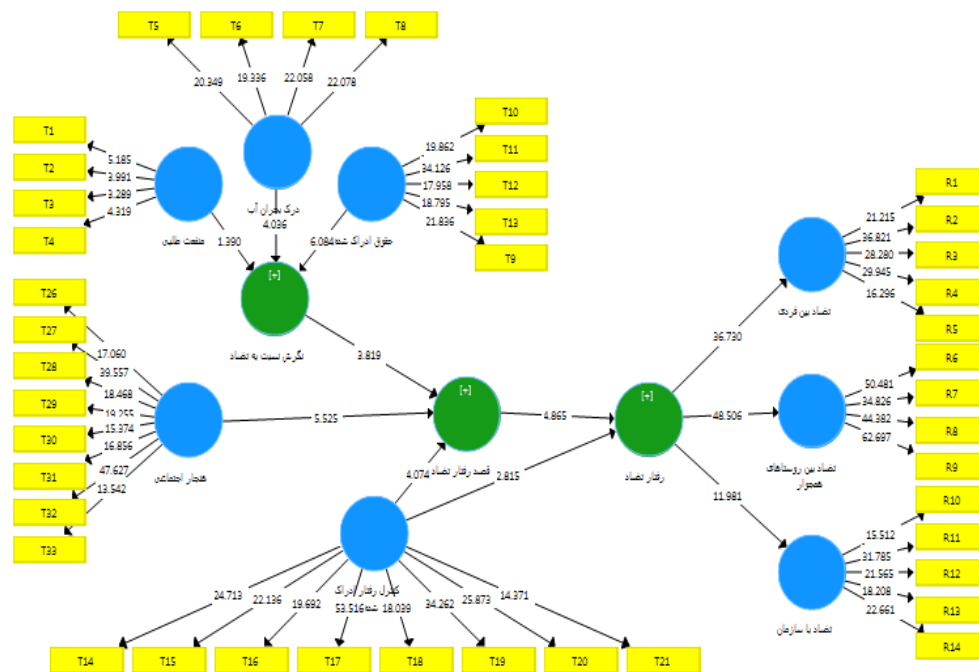 T5
T6
T7
T8
20.349
19.336
22.058
22.078
T10
T11
T12
T13
T9
19.862
34.126
17.958
18.795
21.836
T1
T2
T3
T4
5.185
3.991
3.289
4.319
منفعت طلبی
درک بحران آب
حقوق ادراک شده
1.390
4.036
6.084
[+]
نگرش نسبت به تضاد
3.819
T26
T27
T28
T29
T30
T31
T32
T33
17.060
39.557
18.468
19.255
15.374
16.856
47.627
13.542
هنجار اجتماعی
5.525
[+]
قصد رفتار تضاد
4.074
2.815
4.865
[+]
رفتار تضاد
36.730
48.506
11.981
کنترل رفتار ادراک
شده
24.713
22.136
19.692
53.516
18.039
34.262
25.873
14.371
T14
T15
T16
T17
T18
T19
T20
T21
R1
R2
R3
R4
R5
21.215
36.821
28.280
29.945
16.296
تضاد بین فردی
R6
R7
R8
R9
50.481
34.826
44.382
62.697
تضاد بین روستاهای
همجوار
R10
R11
R12
R13
R14
15.512
31.785
21.565
18.208
22.661
تضاد با سازمان